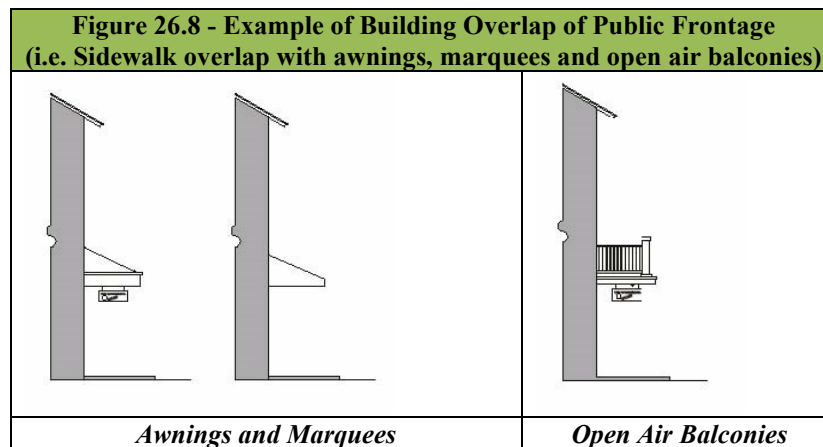 Figure 26.8 - Example of Building Overlap of Public Frontage
(i.e. Sidewalk overlap with awnings, marquees and open air balconies)
Awnings and Marquees
Open Air Balconies